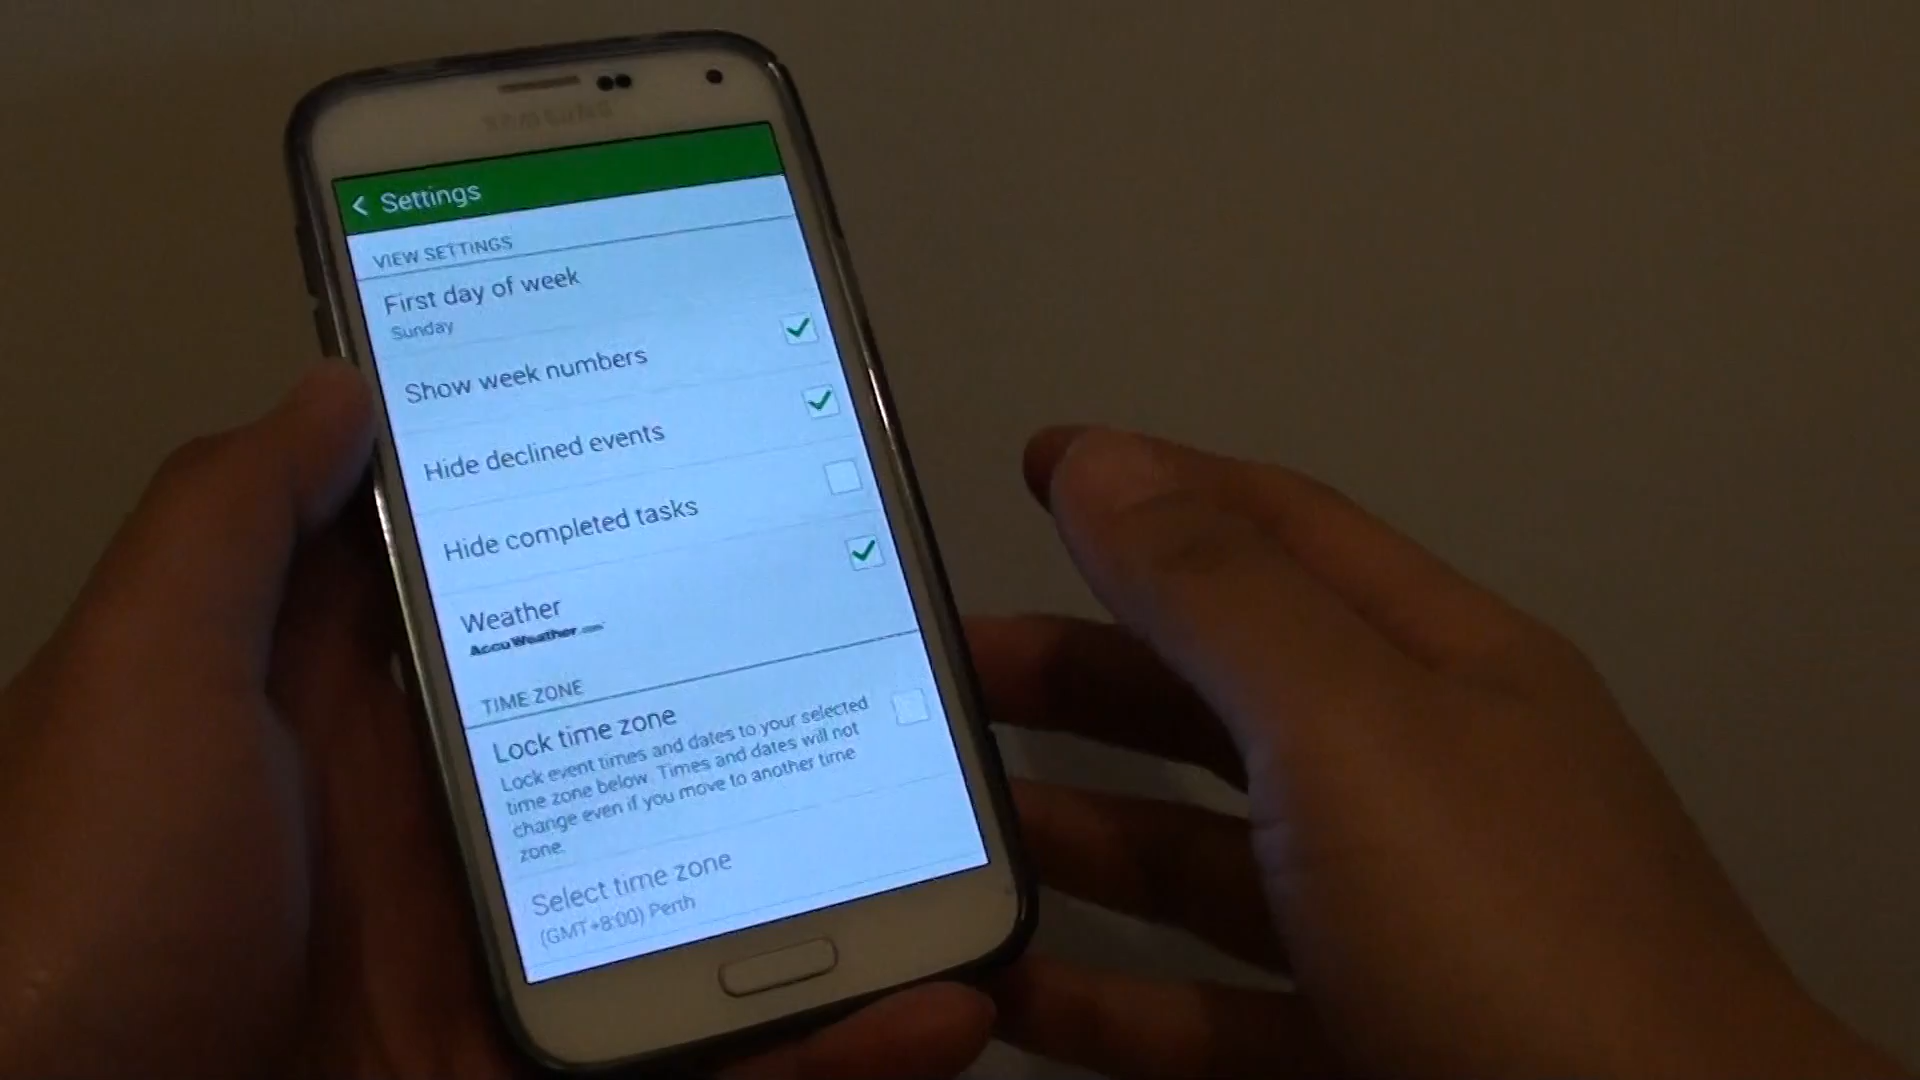 SAMSUNG
< Settings
VIEW SETTINGS
First day of week
Sunday
Show week numbers
Hide declined events
Hide completed tasks
Weather
AccuWeather.com
TIME ZONE
Lock time zone
Lock event times and dates to your selected
time zone below. Times and dates will not
change even if you move to another time
zone.
Select time zone
(GMT+8:00) Perth